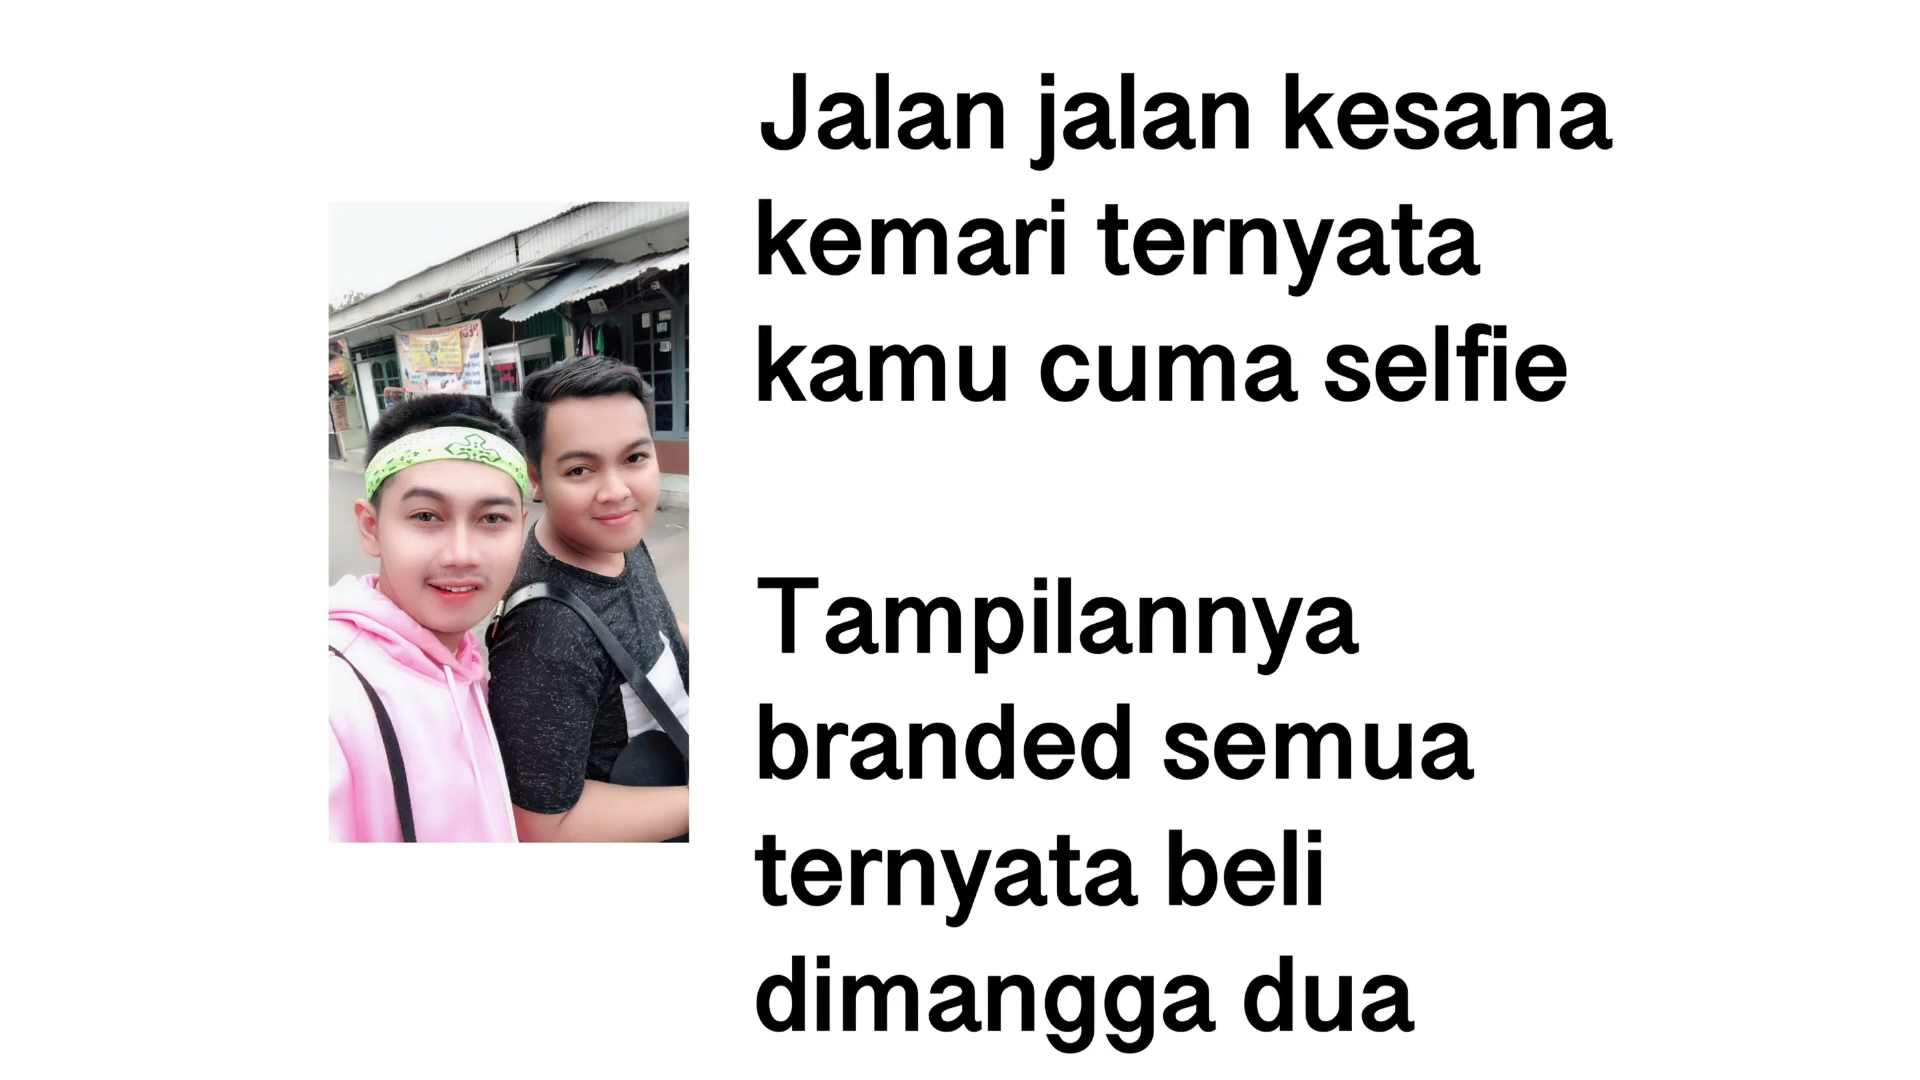 Jalan jalan kesana
kemari ternyata
kamu cuma selfie
Tampilannya
branded semua
ternyata beli
dimangga dua